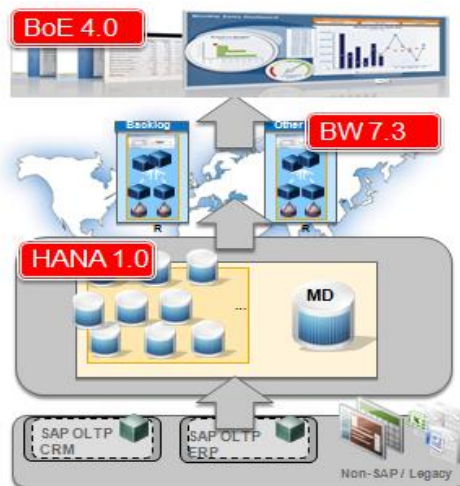 BoE 4.0
Backlog
Other
BW 7.3
R
R
HANA 1.0
...
MD
SAP OLTP
CRM
SAP OLTP
ERP
Non-SAP / Legacy